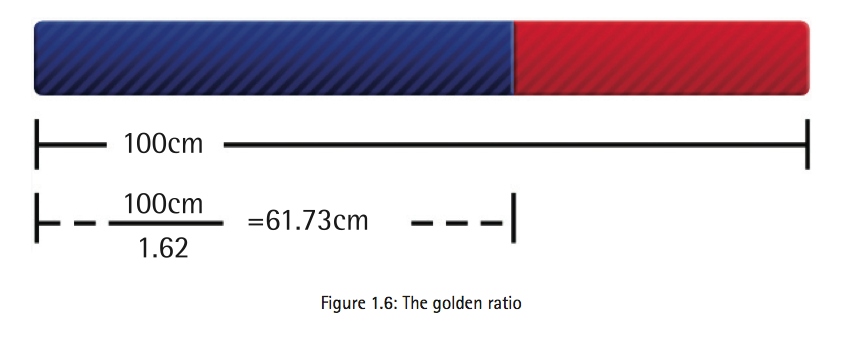 100cm
100cm
=61.73cm
1.62
Figure 1.6: The golden ratio